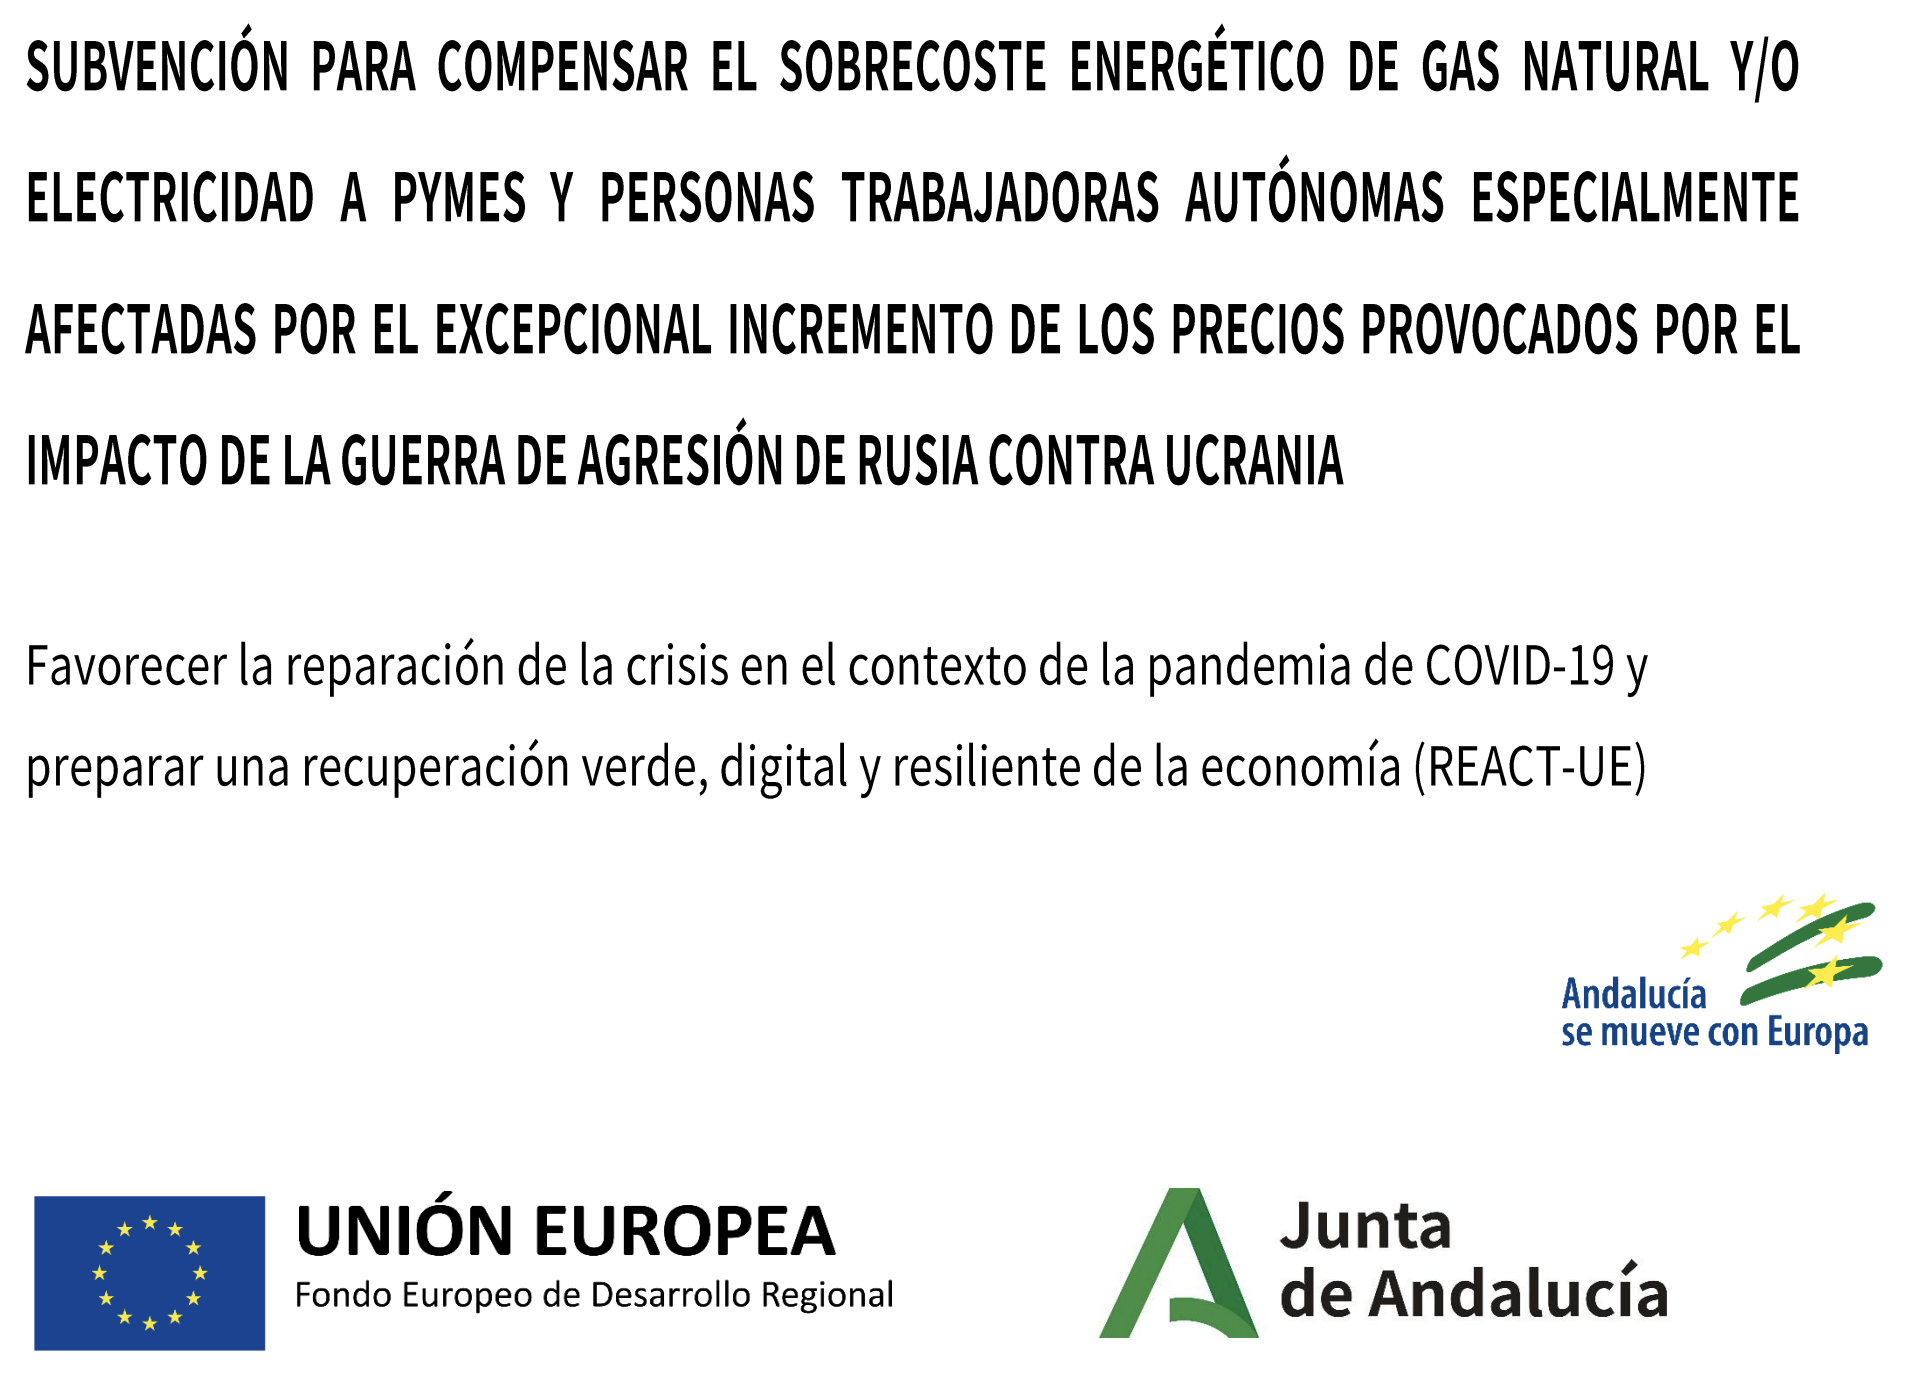 SUBVENCIÓN PARA COMPENSAR EL SOBRECOSTE ENERGÉTICO DE GAS NATURAL Y/O
ELECTRICIDAD A PYMES Y PERSONAS TRABAJADORAS AUTÓNOMAS ESPECIALMENTE
AFECTADAS POR EL EXCEPCIONAL INCREMENTO DE LOS PRECIOS PROVOCADOS POR EL
IMPACTO DE LA GUERRA DE AGRESIÓN DE RUSIA CONTRA UCRANIA
Favorecer la reparación de la crisis en el contexto de la pandemia de COVID-19 y
preparar una recuperación verde, digital y resiliente de la economía (REACT-UE)
Andalucía
se mueve con Europa
UNIÓN EUROPEA
Fondo Europeo de Desarrollo Regional
Junta
de Andalucía